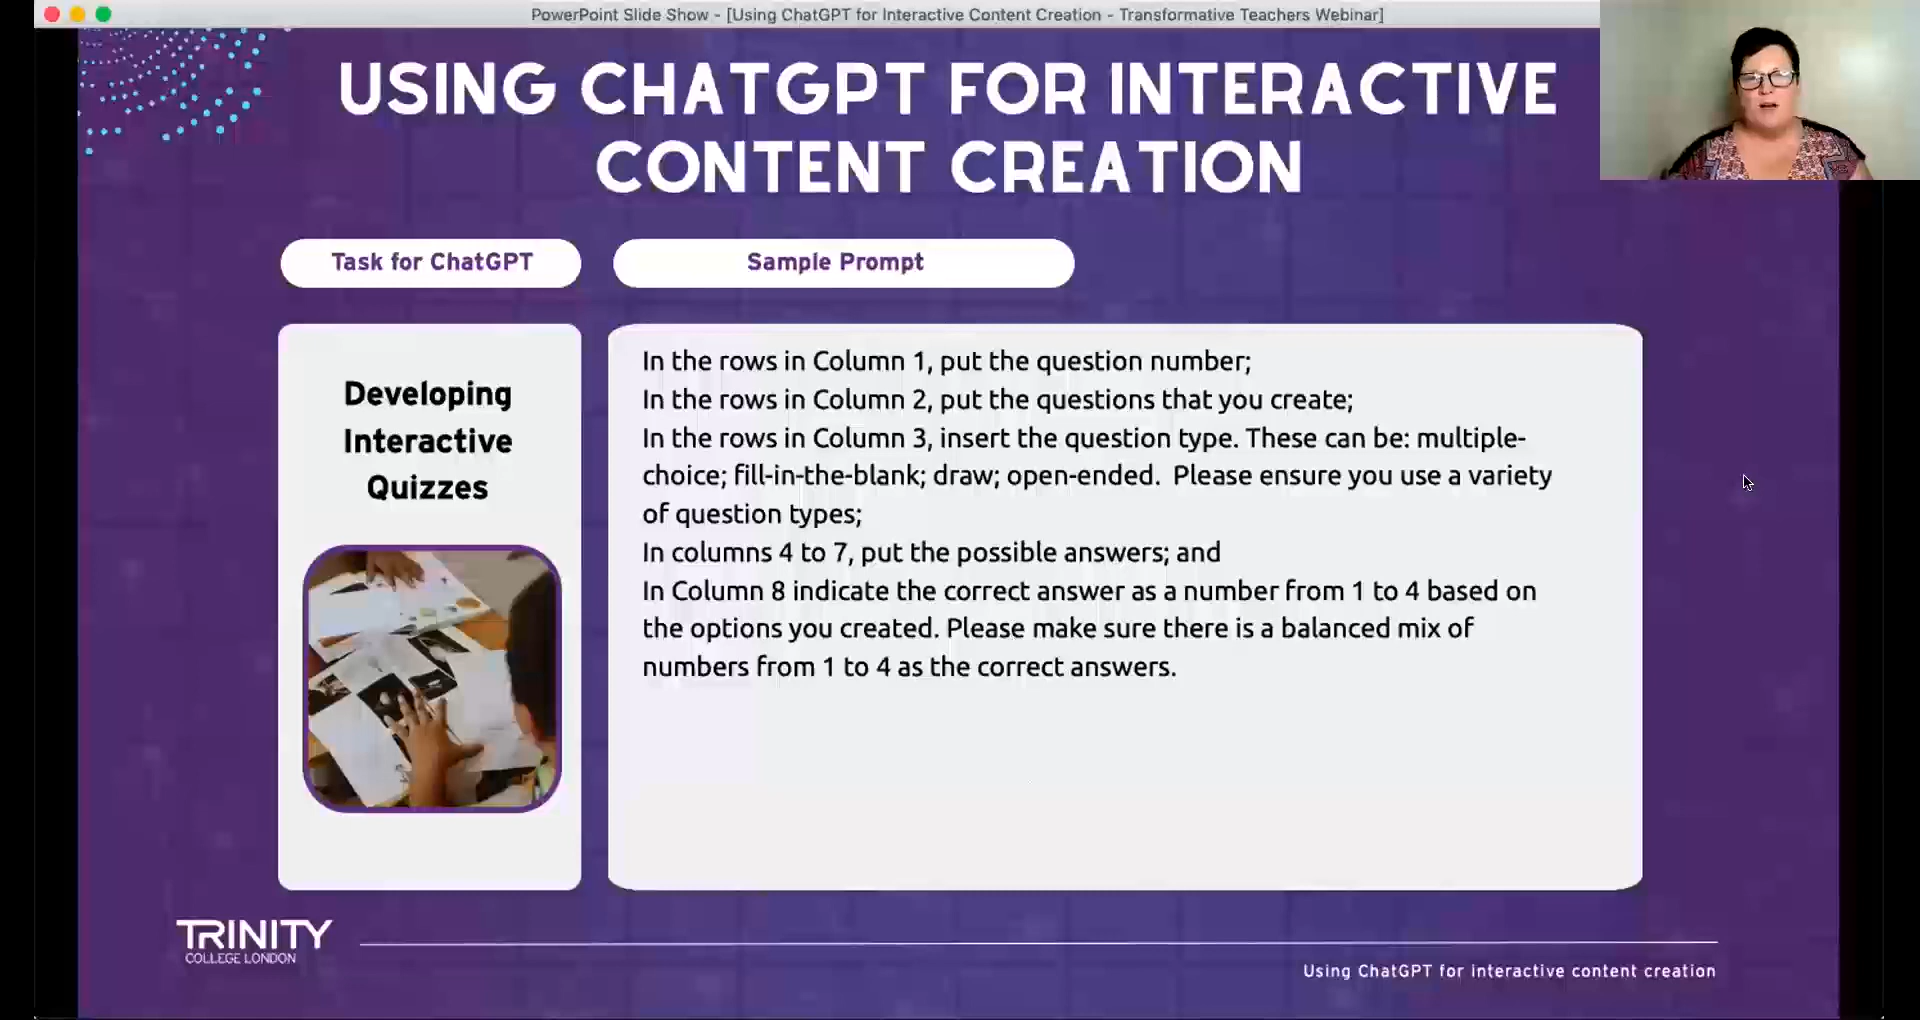 PowerPoint Slide Show - [Using ChatGPT for Interactive Content Creation - Transformative Teachers Webinar]
USING CHATGPT FOR INTERACTIVE
CONTENT CREATION
Task for ChatGPT
Sample Prompt
Developing
Interactive
Quizzes
In the rows in Column 1, put the question number;
In the rows in Column 2, put the questions that you create;
In the rows in Column 3, insert the question type. These can be: multiple-
choice; fill-in-the-blank; draw; open-ended.  Please ensure you use a variety
of question types;
In columns 4 to 7, put the possible answers; and
In Column 8 indicate the correct answer as a number from 1 to 4 based on
the options you created. Please make sure there is a balanced mix of
numbers from 1 to 4 as the correct answers.
TRINITY
COLLEGE LONDON
Using ChatGPT for interactive content creation